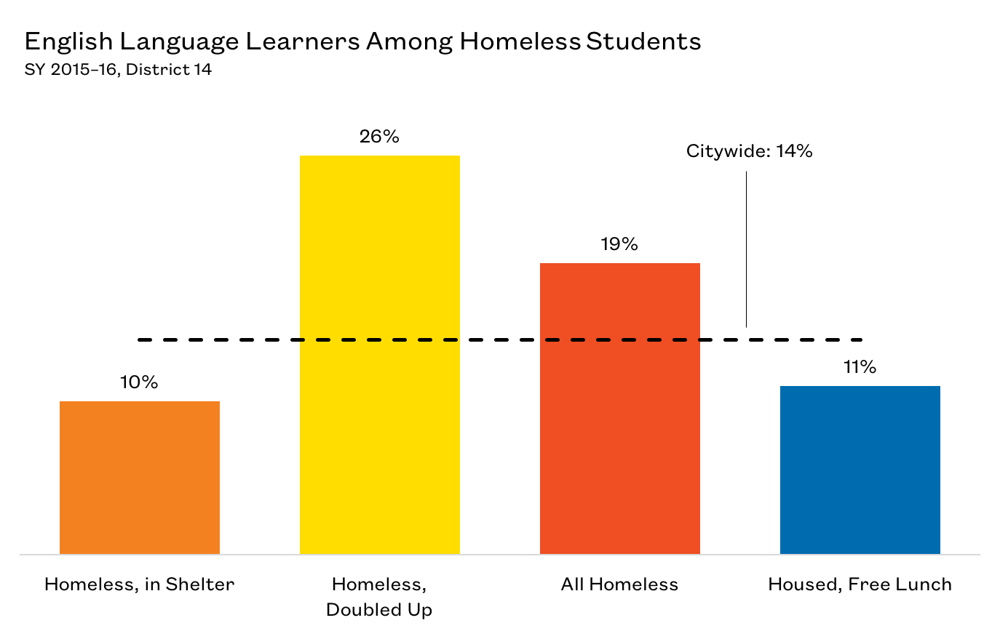 English Language Learners Among Homeless Students
SY 2015–16, District 14
26%
Citywide: 14%
19%
10%
11%
Homeless, in Shelter
Homeless,
Doubled Up
All Homeless
Housed, Free Lunch